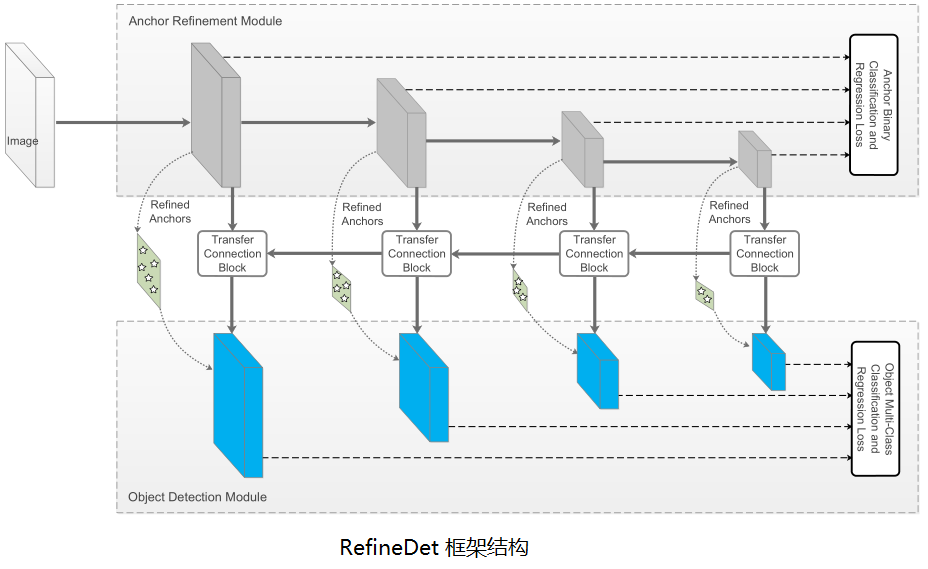 Anchor Refinement Module
Image
Anchor Binary
Classification and
Regression Loss
Refined
Anchors
Refined
Anchors
Refined
Anchors
Refined
Anchors
Transfer
Connection
Block
Transfer
Connection
Block
Transfer
Connection
Block
Transfer
Connection
Block
Object Multi-Class
Classification and
Regression Loss
Object Detection Module
RefineDet 框架结构